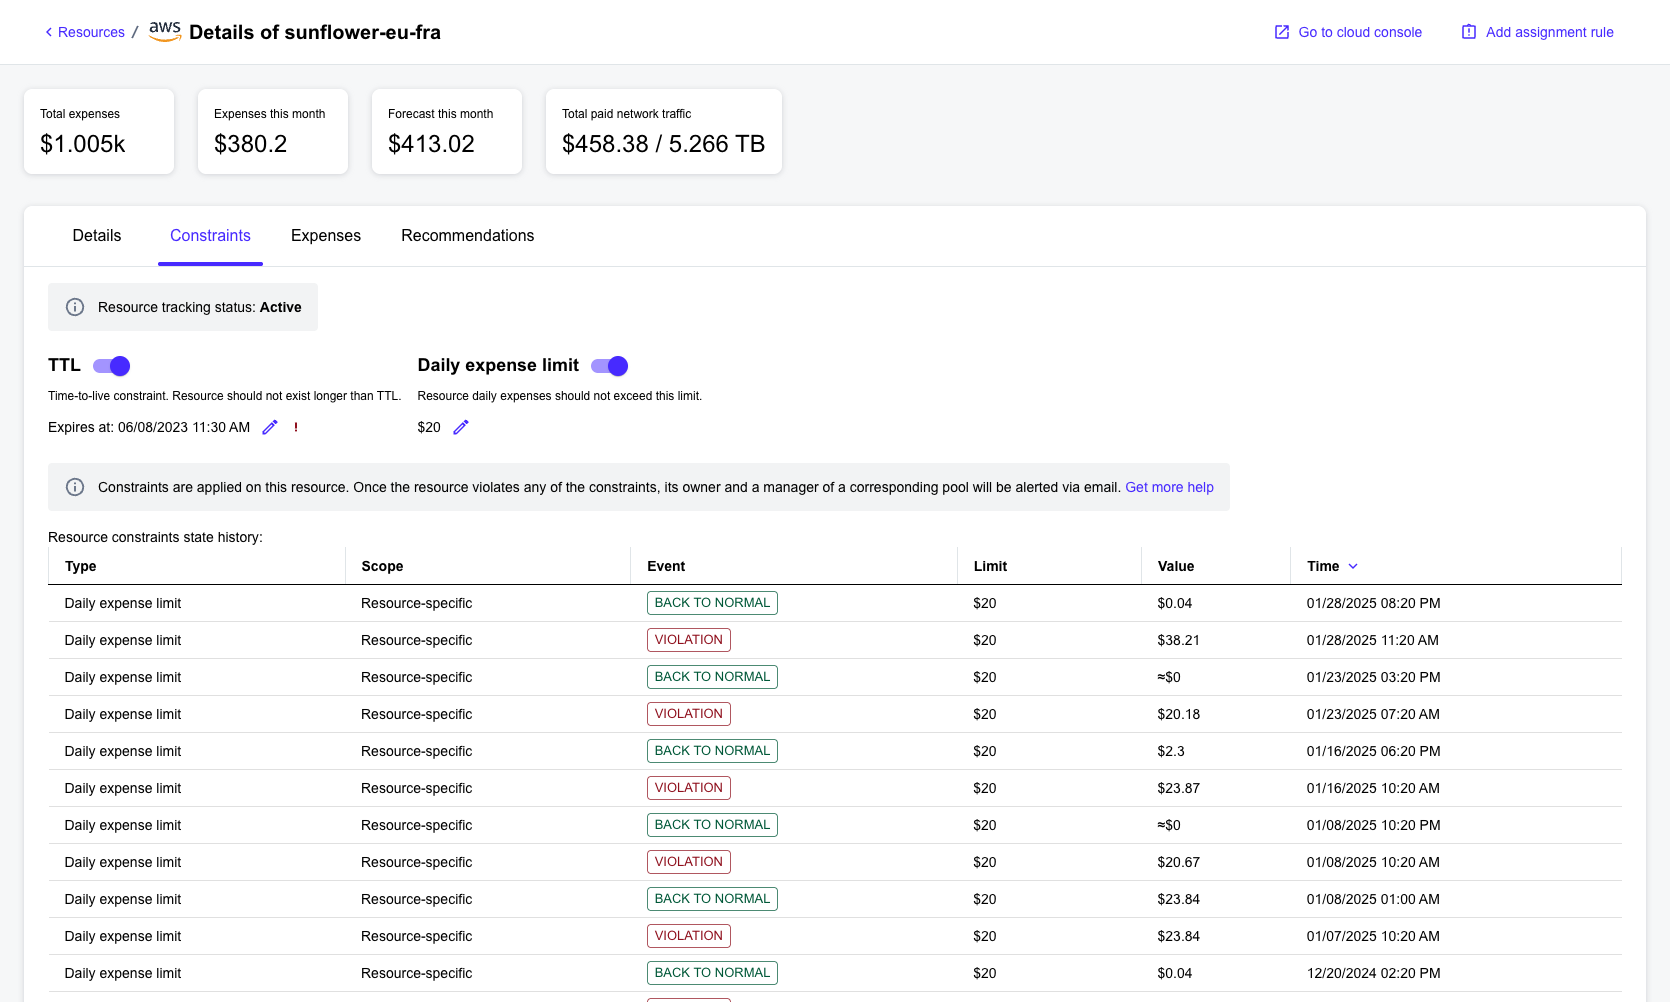 Resources / aws Details of sunflower-eu-fra Go to cloud console Add assignment rule
Total expenses Expenses this month Forecast this month Total paid network traffic
$1.005k $380.2 $413.02 $458.38 / 5.266 TB
Details Constraints Expenses Recommendations
Resource tracking status: Active
TTL Daily expense limit
Time-to-live constraint. Resource should not exist longer than TTL. Resource daily expenses should not exceed this limit.
Expires at: 06/08/2023 11:30 AM ! $20
Constraints are applied on this resource. Once the resource violates any of the constraints, its owner and a manager of a corresponding pool will be alerted via email. Get more help
Resource constraints state history:
Type Scope Event Limit Value Time
Daily expense limit Resource-specific BACK TO NORMAL $20 $0.04 01/28/2025 08:20 PM
Daily expense limit Resource-specific VIOLATION $20 $38.21 01/28/2025 11:20 AM
Daily expense limit Resource-specific BACK TO NORMAL $20 ≈$0 01/23/2025 03:20 PM
Daily expense limit Resource-specific VIOLATION $20 $20.18 01/23/2025 07:20 AM
Daily expense limit Resource-specific BACK TO NORMAL $20 $2.3 01/16/2025 06:20 PM
Daily expense limit Resource-specific VIOLATION $20 $23.87 01/16/2025 10:20 AM
Daily expense limit Resource-specific BACK TO NORMAL $20 ≈$0 01/08/2025 10:20 PM
Daily expense limit Resource-specific VIOLATION $20 $20.67 01/08/2025 10:20 AM
Daily expense limit Resource-specific BACK TO NORMAL $20 $23.84 01/08/2025 01:00 AM
Daily expense limit Resource-specific VIOLATION $20 $23.84 01/07/2025 10:20 AM
Daily expense limit Resource-specific BACK TO NORMAL $20 $0.04 12/20/2024 02:20 PM